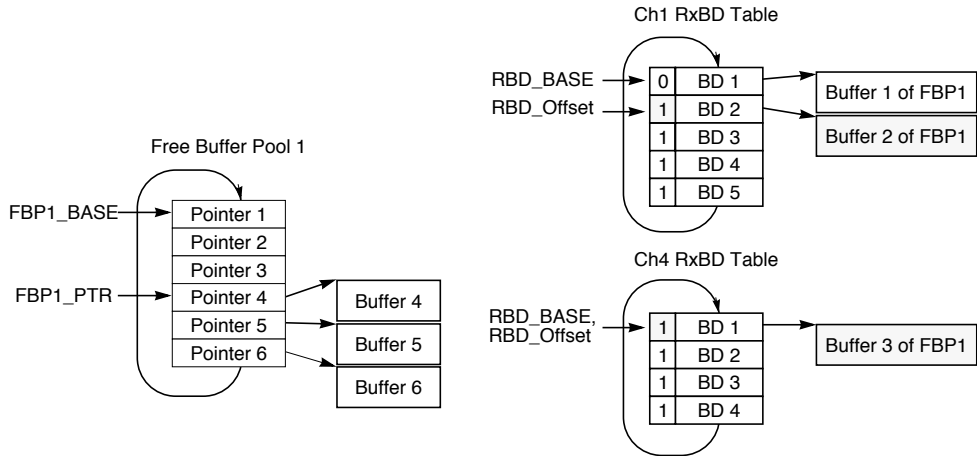 Free Buffer Pool 1
FBP1_BASE
Pointer 1
Pointer 2
Pointer 3
FBP1_PTR
Pointer 4
Pointer 5
Pointer 6
Buffer 4
Buffer 5
Buffer 6
Ch1 RxBD Table
RBD_BASE
0 BD 1
Buffer 1 of FBP1
RBD_Offset
1 BD 2
Buffer 2 of FBP1
1 BD 3
1 BD 4
1 BD 5
Ch4 RxBD Table
RBD_BASE,
RBD_Offset
1 BD 1
Buffer 3 of FBP1
1 BD 2
1 BD 3
1 BD 4